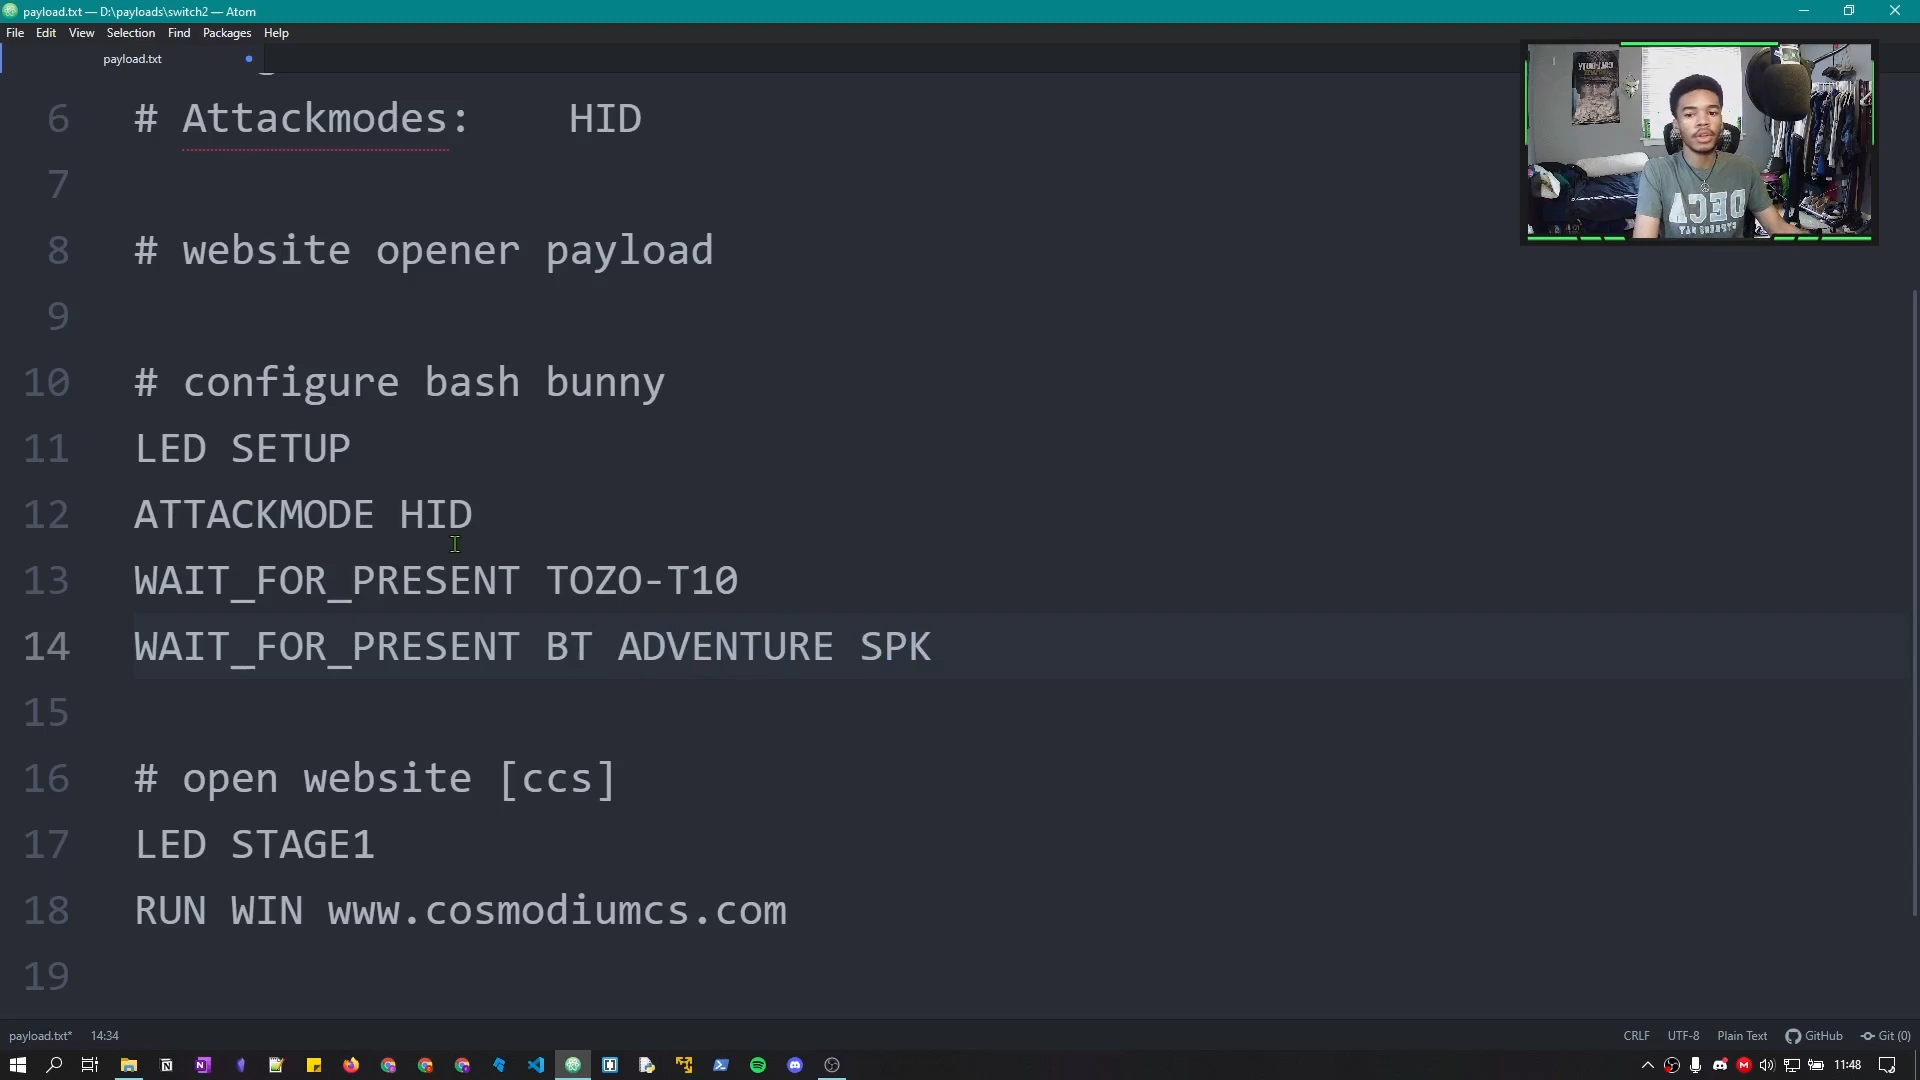 payload.txt — D:\payloads\switch2 — Atom
File Edit View Selection Find Packages Help
payload.txt
6 # Attackmodes: HID
7
8 # website opener payload
9
10 # configure bash bunny
11 LED SETUP
12 ATTACKMODE HID
13 WAIT_FOR_PRESENT TOZO-T10
14 WAIT_FOR_PRESENT BT ADVENTURE SPK
15
16 # open website [ccs]
17 LED STAGE1
18 RUN WIN www.cosmodiumcs.com
19
DECA
payload.txt* 14:34 CRLF UTF-8 Plain Text GitHub Git (0)
11:48